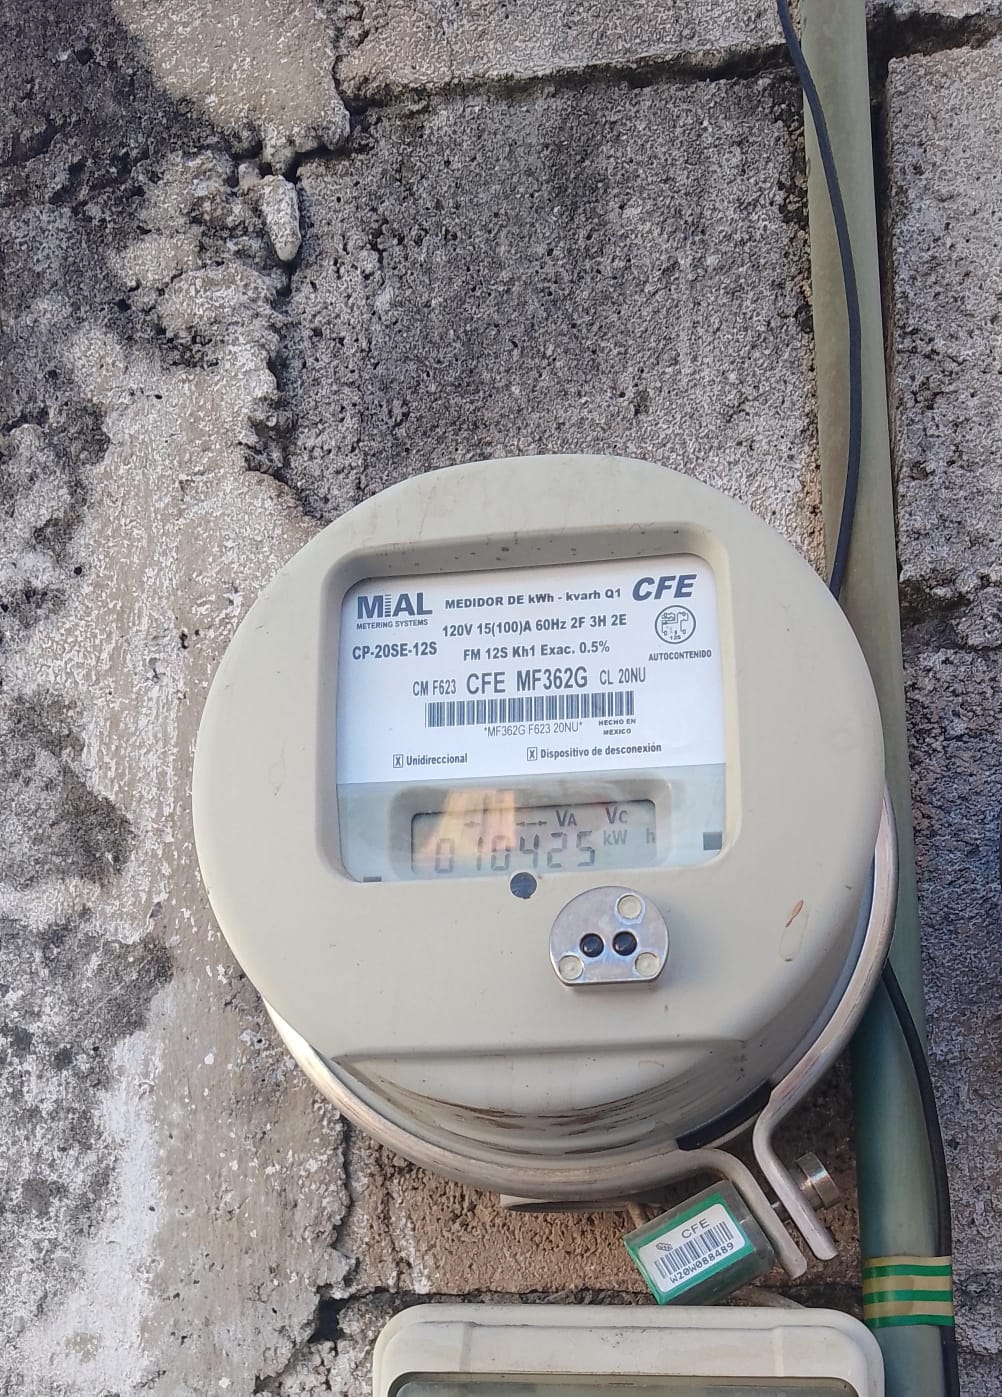 MIAL
METERING SYSTEMS
MEDIDOR DE kWh - kvarh Q1
CFE
120V 15(100)A 60Hz 2F 3H 2E
CP-20SE-12S
FM 12S Kh1 Exac. 0.5%
12S
AUTOCONTENIDO
CM F623 CFE MF362G CL 20NU
*MF362G F623 20NU*
HECHO EN
MEXICO
X Unidireccional
X Dispositivo de desconexión
VA VC
010425 kW h
CFE
W20W088489